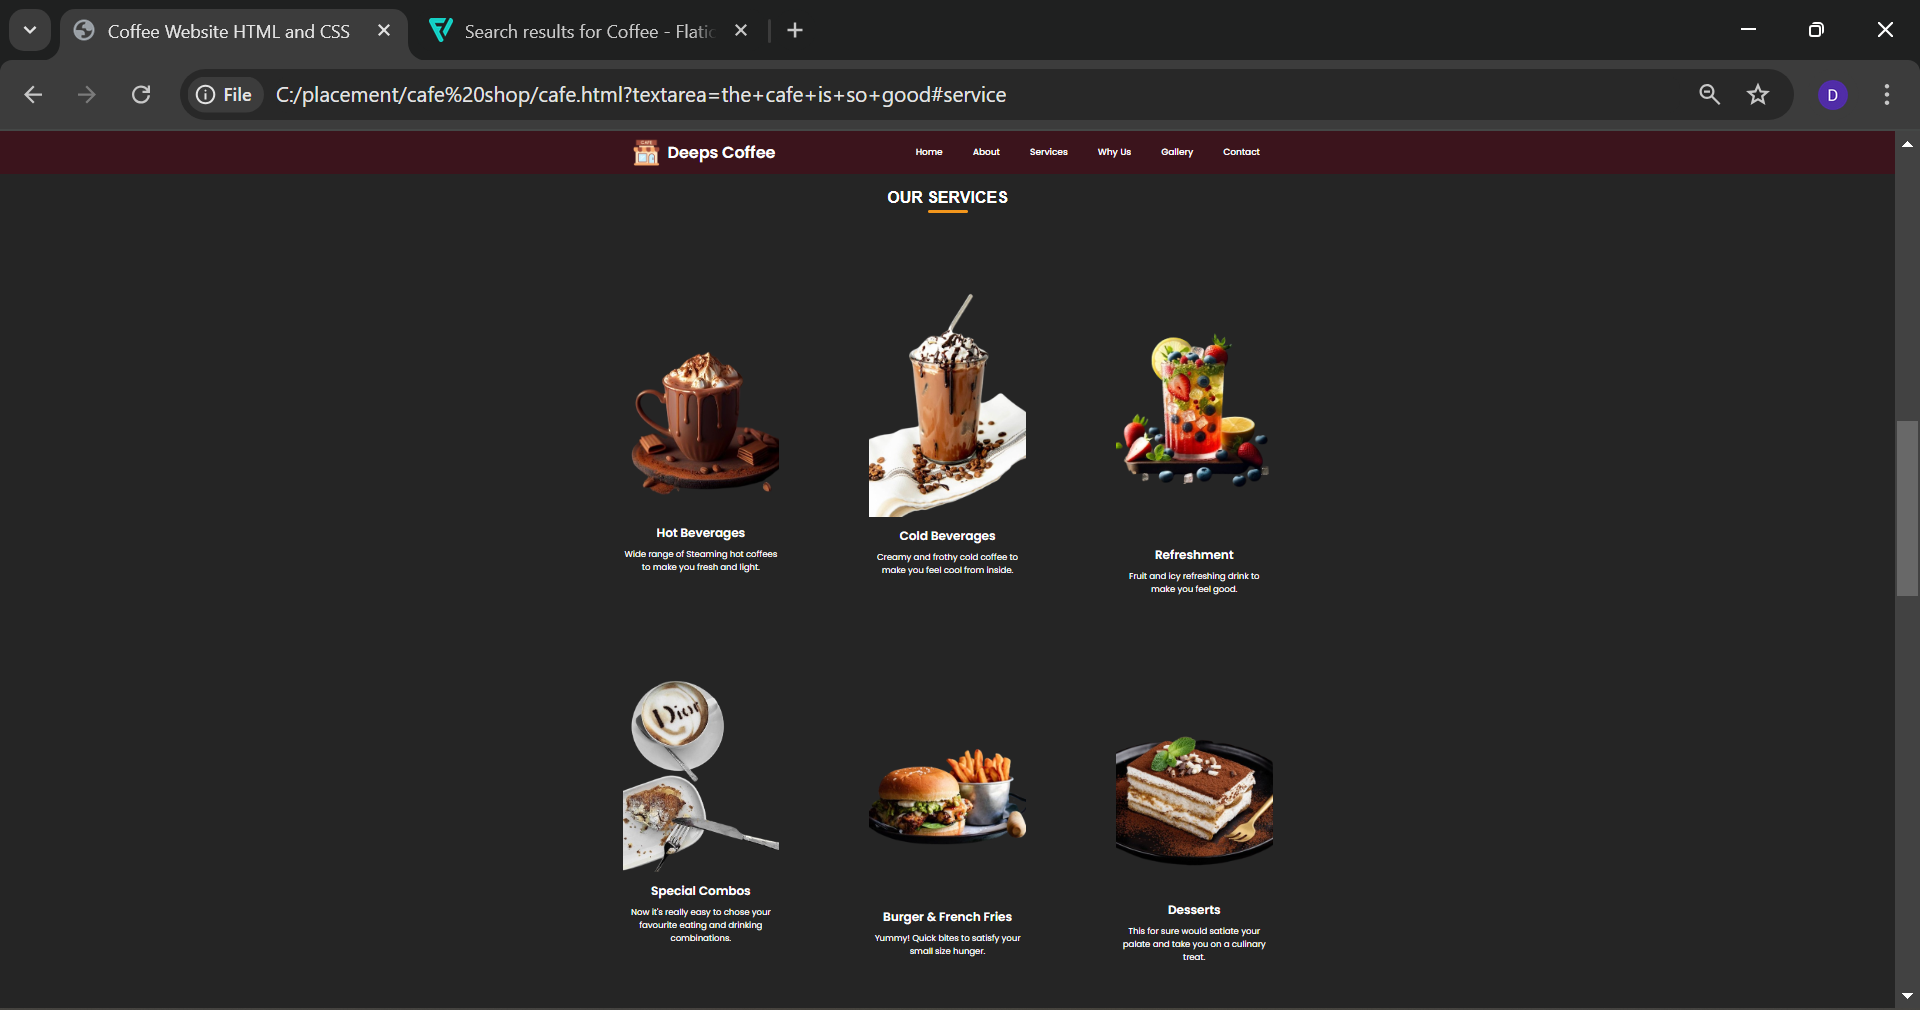 Coffee Website HTML and CSS
Search results for Coffee - Flatic
File
C:/placement/cafe%20shop/cafe.html?textarea=the+cafe+is+so+good#service
D
CAFE
Deeps Coffee
Home
About
Services
Why Us
Gallery
Contact
OUR SERVICES
Hot Beverages
Wide range of Steaming hot coffees
to make you fresh and light.
Cold Beverages
Creamy and frothy cold coffee to
make you feel cool from inside.
Refreshment
Fruit and icy refreshing drink to
make you feel good.
Dior
Special Combos
Now it's really easy to chose your
favourite eating and drinking
combinations.
Burger & French Fries
Yummy! Quick bites to satisfy your
small size hunger.
Desserts
This for sure would satiate your
palate and take you on a culinary
treat.